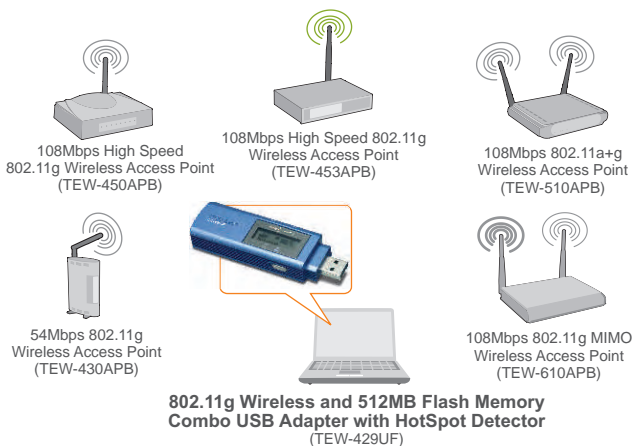 108Mbps High Speed
802.11g Wireless Access Point
(TEW-450APB)
108Mbps High Speed 802.11g
Wireless Access Point
(TEW-453APB)
108Mbps 802.11a+g
Wireless Access Point
(TEW-510APB)
54Mbps 802.11g
Wireless Access Point
(TEW-430APB)
108Mbps 802.11g MIMO
Wireless Access Point
(TEW-610APB)
802.11g Wireless and 512MB Flash Memory
Combo USB Adapter with HotSpot Detector
(TEW-429UF)